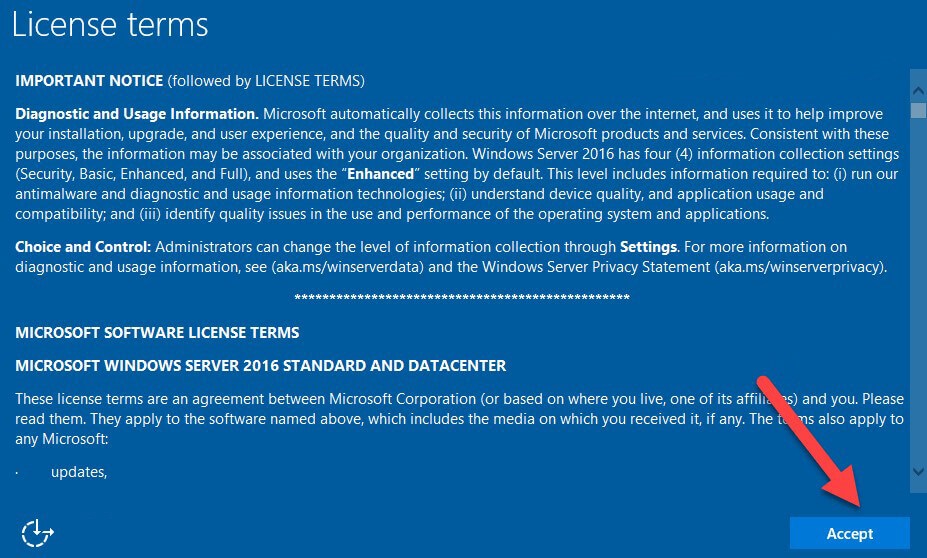 License terms
IMPORTANT NOTICE (followed by LICENSE TERMS)
Diagnostic and Usage Information. Microsoft automatically collects this information over the internet, and uses it to help improve
your installation, upgrade, and user experience, and the quality and security of Microsoft products and services. Consistent with these
purposes, the information may be associated with your organization. Windows Server 2016 has four (4) information collection settings
(Security, Basic, Enhanced, and Full), and uses the “Enhanced” setting by default. This level includes information required to: (i) run our
antimalware and diagnostic and usage information technologies; (ii) understand device quality, and application usage and
compatibility; and (iii) identify quality issues in the use and performance of the operating system and applications.
Choice and Control: Administrators can change the level of information collection through Settings. For more information on
diagnostic and usage information, see (aka.ms/winserverdata) and the Windows Server Privacy Statement (aka.ms/winserverprivacy).
************************************************
MICROSOFT SOFTWARE LICENSE TERMS
MICROSOFT WINDOWS SERVER 2016 STANDARD AND DATACENTER
These license terms are an agreement between Microsoft Corporation (or based on where you live, one of its affiliates) and you. Please
read them. They apply to the software named above, which includes the media on which you received it, if any. The terms also apply to
any Microsoft:
· updates,
Accept